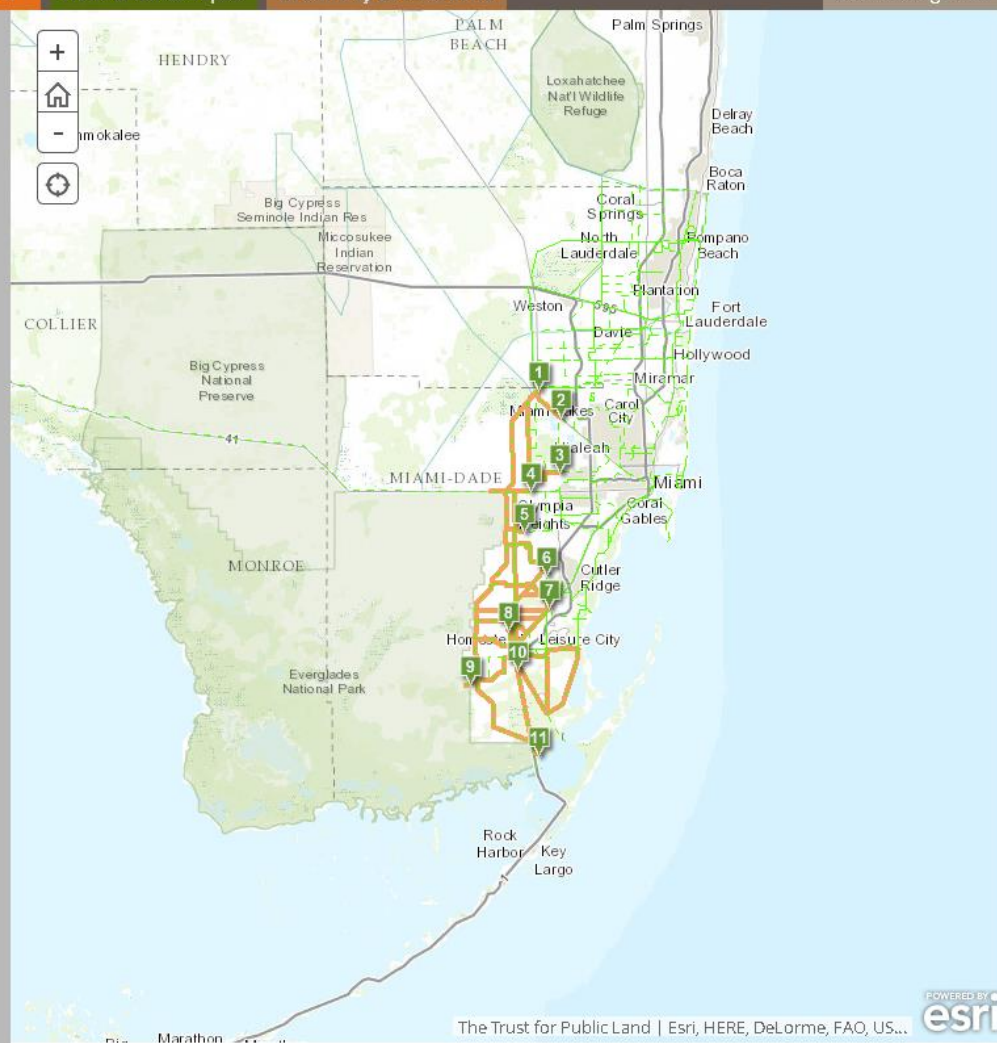 PALM
BEACH
Palm Springs
HENDRY
+
-
Loxahatchee
Nat'l Wildlife
Refuge
mokalee
Delray
Beach
Boca
Raton
Big Cypress
Seminole Indian Res
Coral
Springs
Miccosukee
Indian
Reservation
North
Lauderdale
Pompano
Beach
Plantation
Weston
595
Fort
Lauderdale
COLLIER
Davie
Hollywood
Big Cypress
National
Preserve
1
Miramar
2
Carol
City
41
3
MIAMI-DADE
4
Miami
5
Coral
Gables
6
MONROE
Cutler
Ridge
7
8
Leisure City
10
9
Everglades
National Park
11
Rock
Harbor
Key
Largo
1
Marathon
The Trust for Public Land | Esri, HERE, DeLorme, FAO, US...
POWERED BY
esri